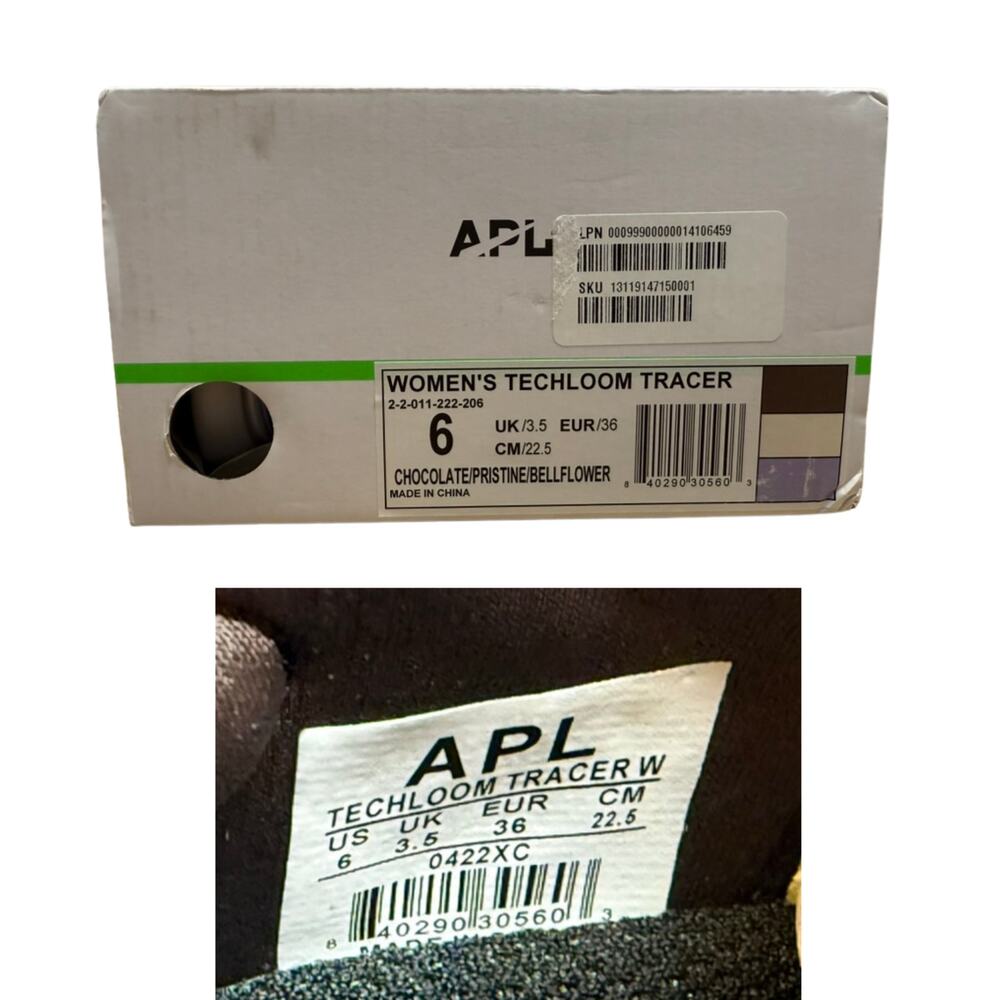 APL
LPN 00099900000014106459
SKU 13119147150001
WOMEN'S TECHLOOM TRACER
2-2-011-222-206
6 UK/3.5 EUR/36
CM/22.5
CHOCOLATE/PRISTINE/BELLFLOWER
MADE IN CHINA
8 40290 30560 3
APL
TECHLOOM TRACER W
US UK EUR CM
6 3.5 36 22.5
0422XC
8 40290 30560 3
MADE IN